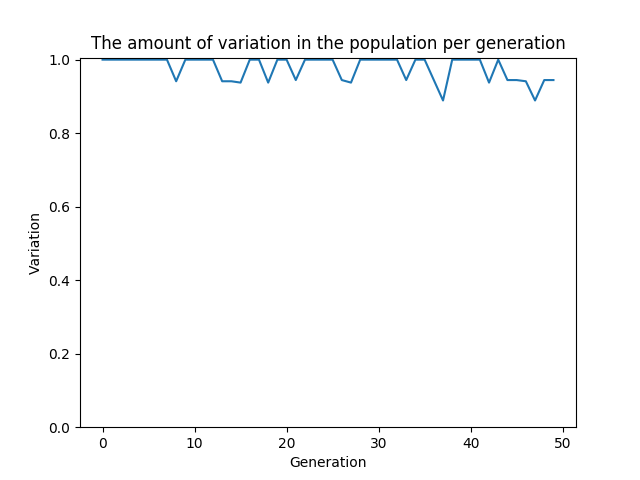 The amount of variation in the population per generation
1.0
0.8
0.6
0.4
0.2
0.0
Variation
0 10 20 30 40 50
Generation